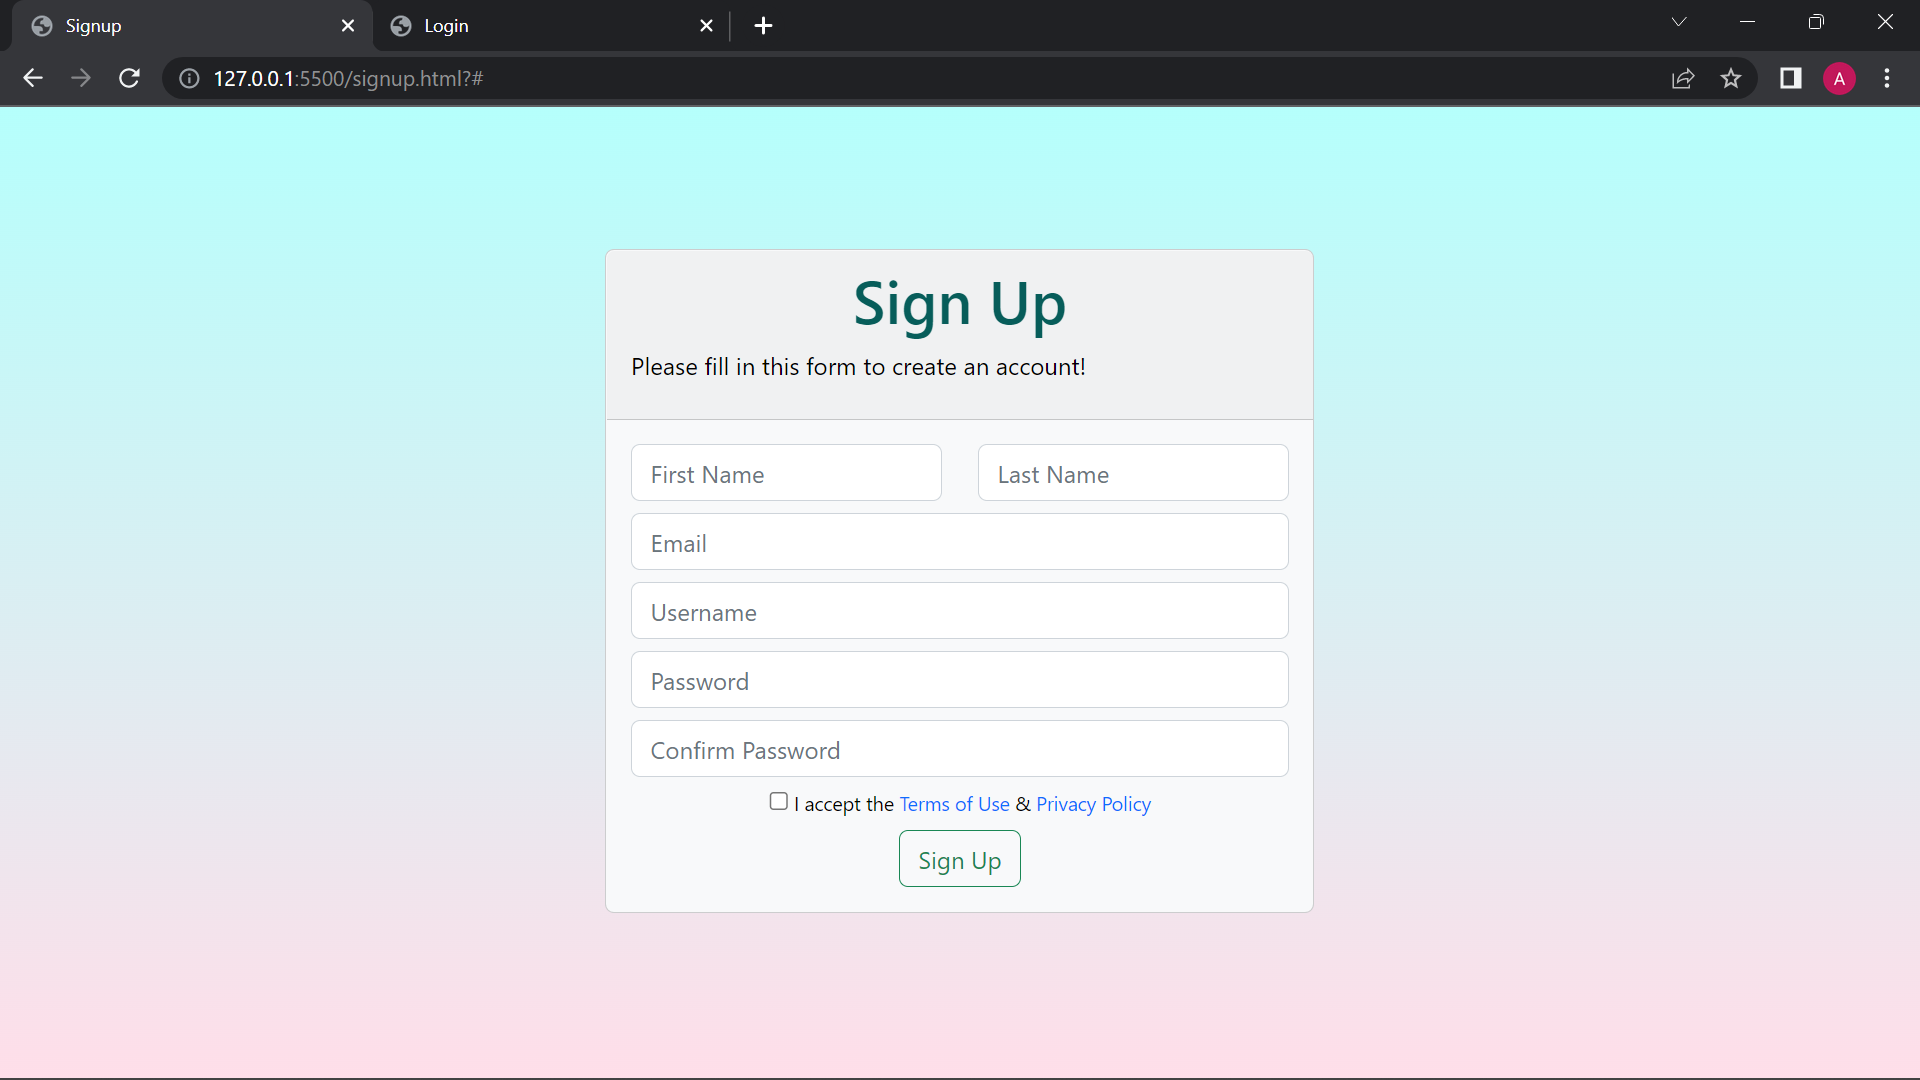 Signup
Login
127.0.0.1:5500/signup.html?#
A
Sign Up
Please fill in this form to create an account!
First Name
Last Name
Email
Username
Password
Confirm Password
I accept the Terms of Use & Privacy Policy
Sign Up